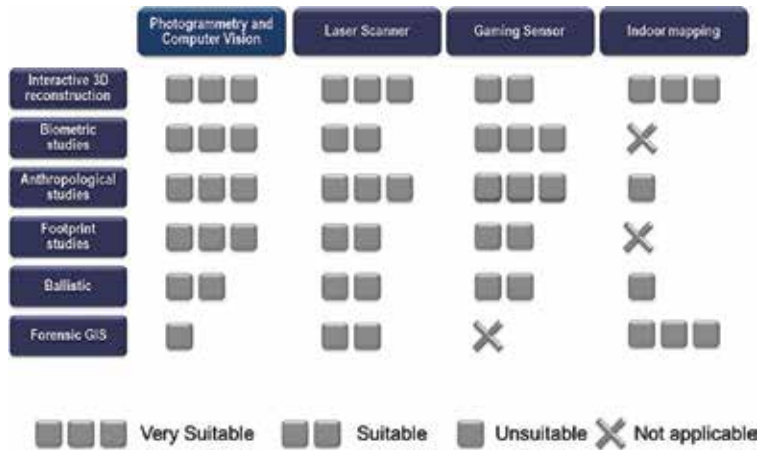 Photogrammetry and
Computer Vision
Laser Scanner
Gaming Sensor
Indoor mapping
Interactive 3D
reconstruction
Biometric
studies
Anthropological
studies
Footprint
studies
Ballistic
Forensic GIS
Very Suitable
Suitable
Unsuitable
Not applicable